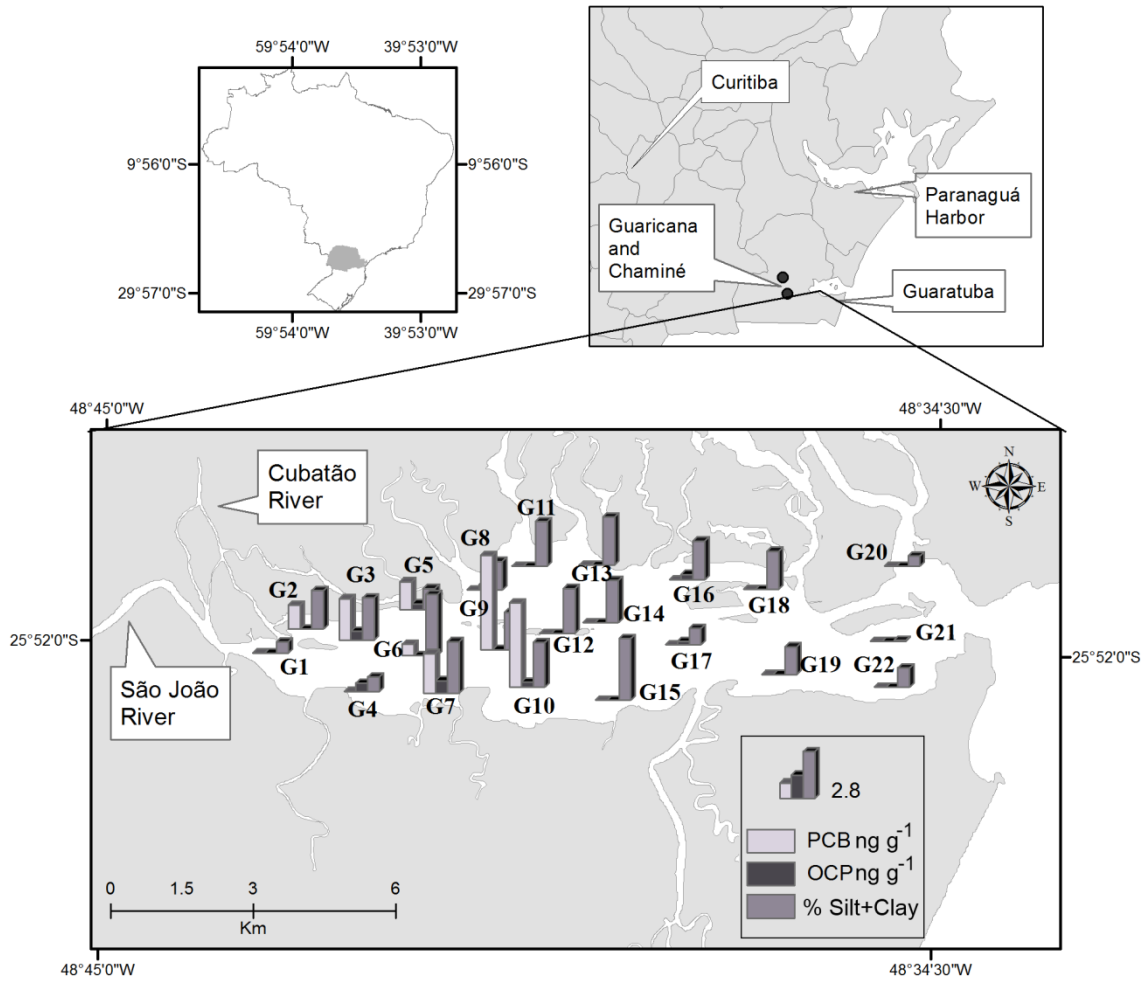 59°54'0"W
39°53'0"W
9°56'0"S
9°56'0"S
29°57'0"S
29°57'0"S
59°54'0"W
39°53'0"W
Curitiba
Paranaguá
Harbor
Guaricana
and
Chaminé
Guaratuba
48°45'0"W
48°34'30"W
Cubatão
River
N
W
E
S
G11
G8
G20
G5
G2
G3
G13
G16
G18
G9
G14
G12
G21
25°52'0"S
25°52'0"S
G6
G17
G1
G19
G22
São João
River
G4
G7
G10
G15
2.8
PCB ng g⁻¹
OCP ng g⁻¹
% Silt+Clay
0
1.5
3
6
Km
48°45'0"W
48°34'30"W